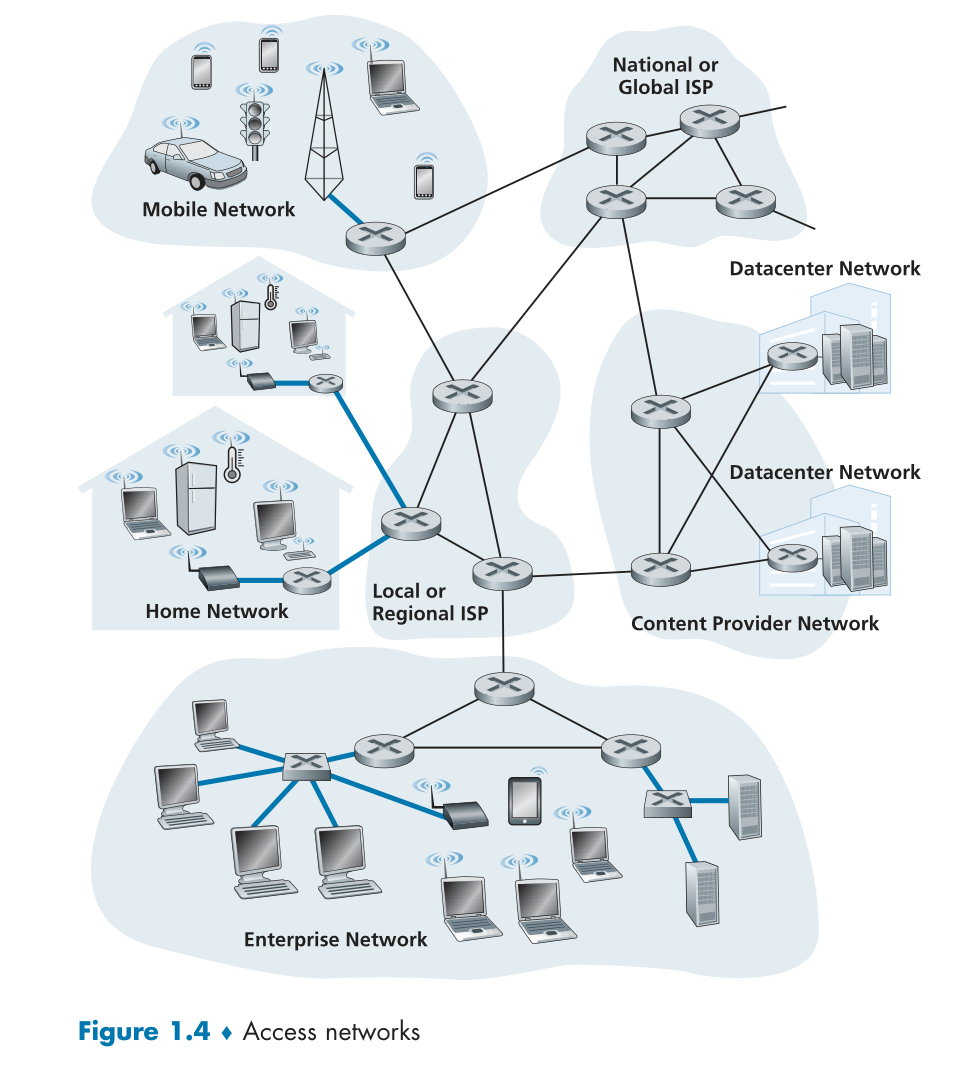 National or
Global ISP
Mobile Network
Datacenter Network
Datacenter Network
Home Network
Local or
Regional ISP
Content Provider Network
Enterprise Network
Figure 1.4 ♦ Access networks